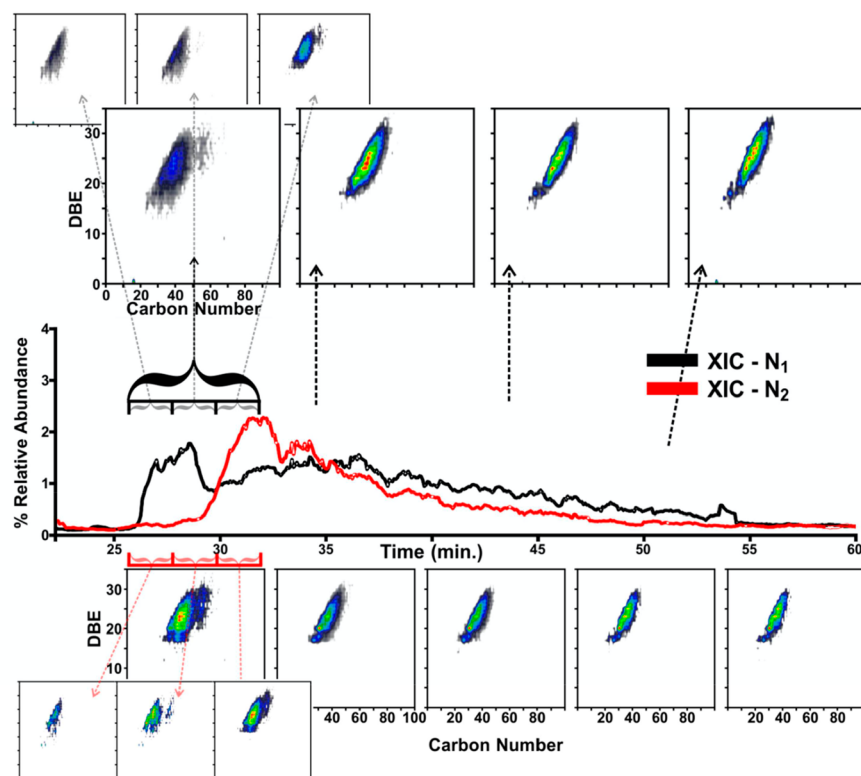 30
20
10
0
DBE
0 20 40 60 80
Carbon Number
4
3
2
1
0
% Relative Abundance
XIC - N₁
XIC - N₂
25 30 35 45 50 55 60
Time (min.)
30
20
10
DBE
40 60 80 100
20 40 60 80 100
20 40 60 80
20 40 60 80
Carbon Number